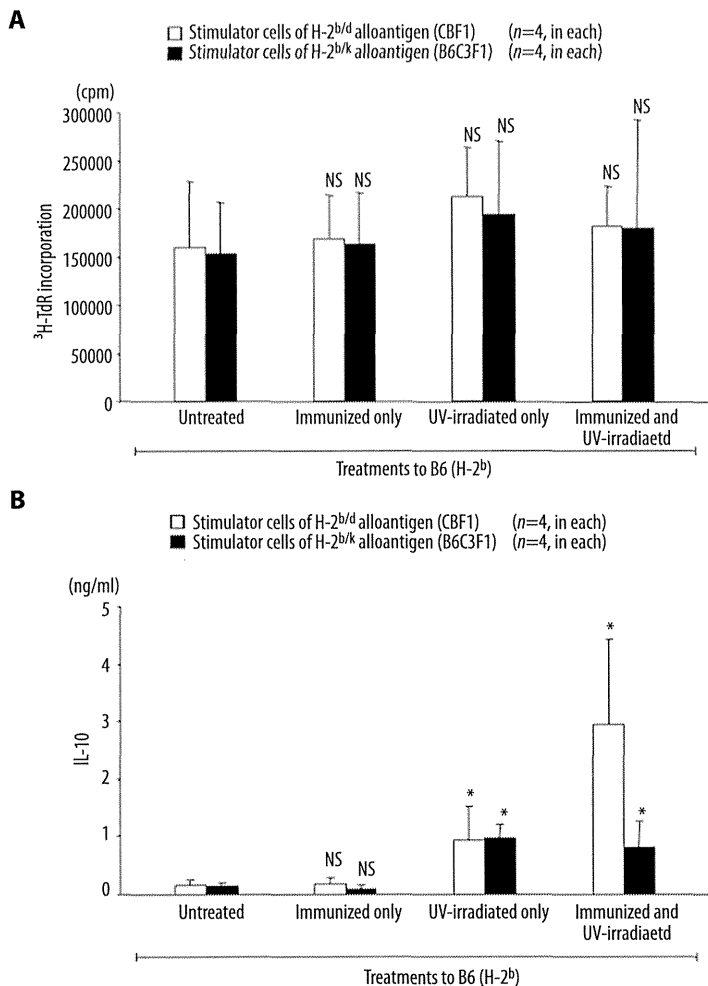 A
Stimulator cells of H-2b/d alloantigen (CBF1) (n=4, in each)
Stimulator cells of H-2b/k alloantigen (B6C3F1) (n=4, in each)
(cpm)
300000
250000
200000
150000
100000
50000
0
3H-TdR incorporation
NS NS
NS NS
NS NS
Untreated Immunized only UV-irradiated only Immunized and
UV-irradiaetd
Treatments to B6 (H-2b)
B
Stimulator cells of H-2b/d alloantigen (CBF1) (n=4, in each)
Stimulator cells of H-2b/k alloantigen (B6C3F1) (n=4, in each)
(ng/ml)
5
4
3
2
1
0
IL-10
NS NS
* *
* *
Untreated Immunized only UV-irradiated only Immunized and
UV-irradiaetd
Treatments to B6 (H-2b)